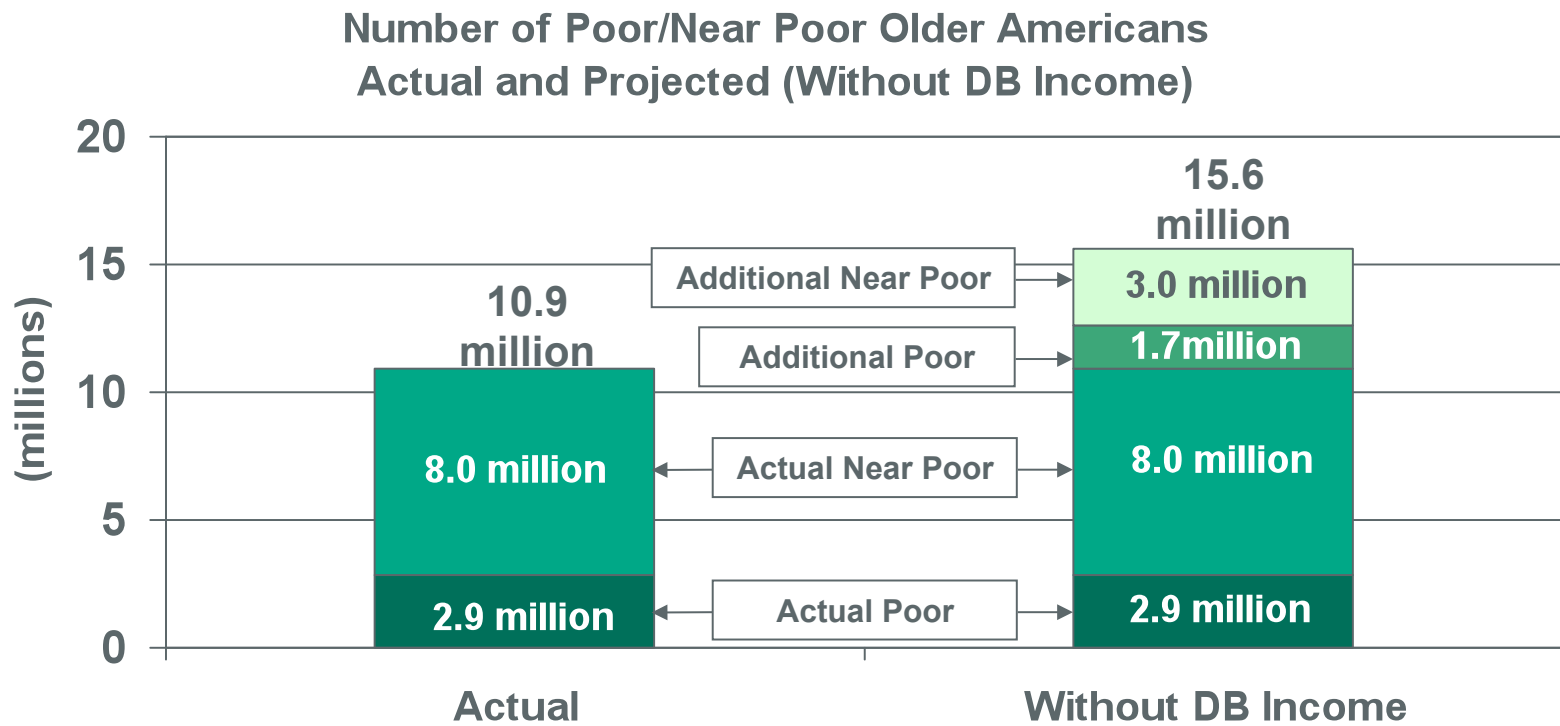 Number of Poor/Near Poor Older Americans
Actual and Projected (Without DB Income)
(millions)
20
15
10
5
0
10.9
million
8.0 million
2.9 million
Additional Near Poor
Additional Poor
Actual Near Poor
Actual Poor
15.6
million
3.0 million
1.7million
8.0 million
2.9 million
Actual
Without DB Income